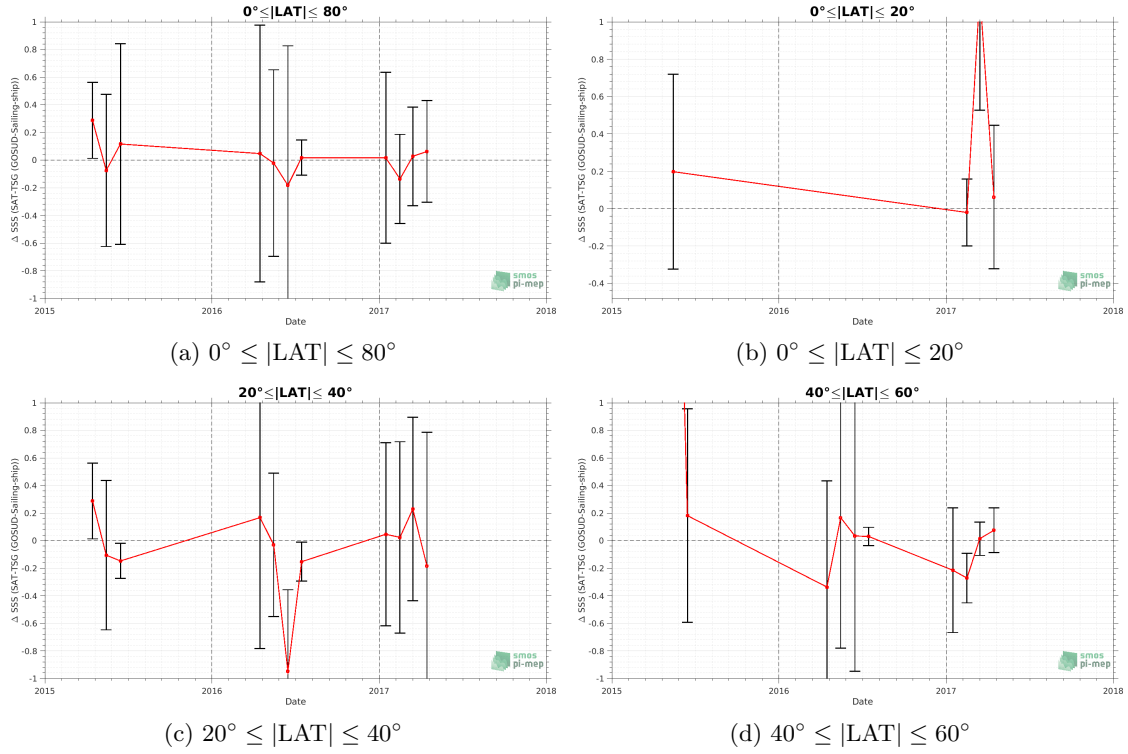 0°≤|LAT|≤ 80°
1
0.8
0.6
0.4
0.2
0
-0.2
-0.4
-0.6
-0.8
-1
Δ SSS (SAT-TSG (GOSUD-Sailing-ship))
2015
2016
2017
2018
Date
smos
pi-mep
(a) 0° ≤ |LAT| ≤ 80°
0°≤|LAT|≤ 20°
1
0.8
0.6
0.4
0.2
0
-0.2
-0.4
Δ SSS (SAT-TSG (GOSUD-Sailing-ship))
2015
2016
2017
2018
Date
smos
pi-mep
(b) 0° ≤ |LAT| ≤ 20°
20°≤|LAT|≤ 40°
1
0.8
0.6
0.4
0.2
0
-0.2
-0.4
-0.6
-0.8
-1
Δ SSS (SAT-TSG (GOSUD-Sailing-ship))
2015
2016
2017
2018
Date
smos
pi-mep
(c) 20° ≤ |LAT| ≤ 40°
40°≤|LAT|≤ 60°
1
0.8
0.6
0.4
0.2
0
-0.2
-0.4
-0.6
-0.8
-1
Δ SSS (SAT-TSG (GOSUD-Sailing-ship))
2015
2016
2017
2018
Date
smos
pi-mep
(d) 40° ≤ |LAT| ≤ 60°